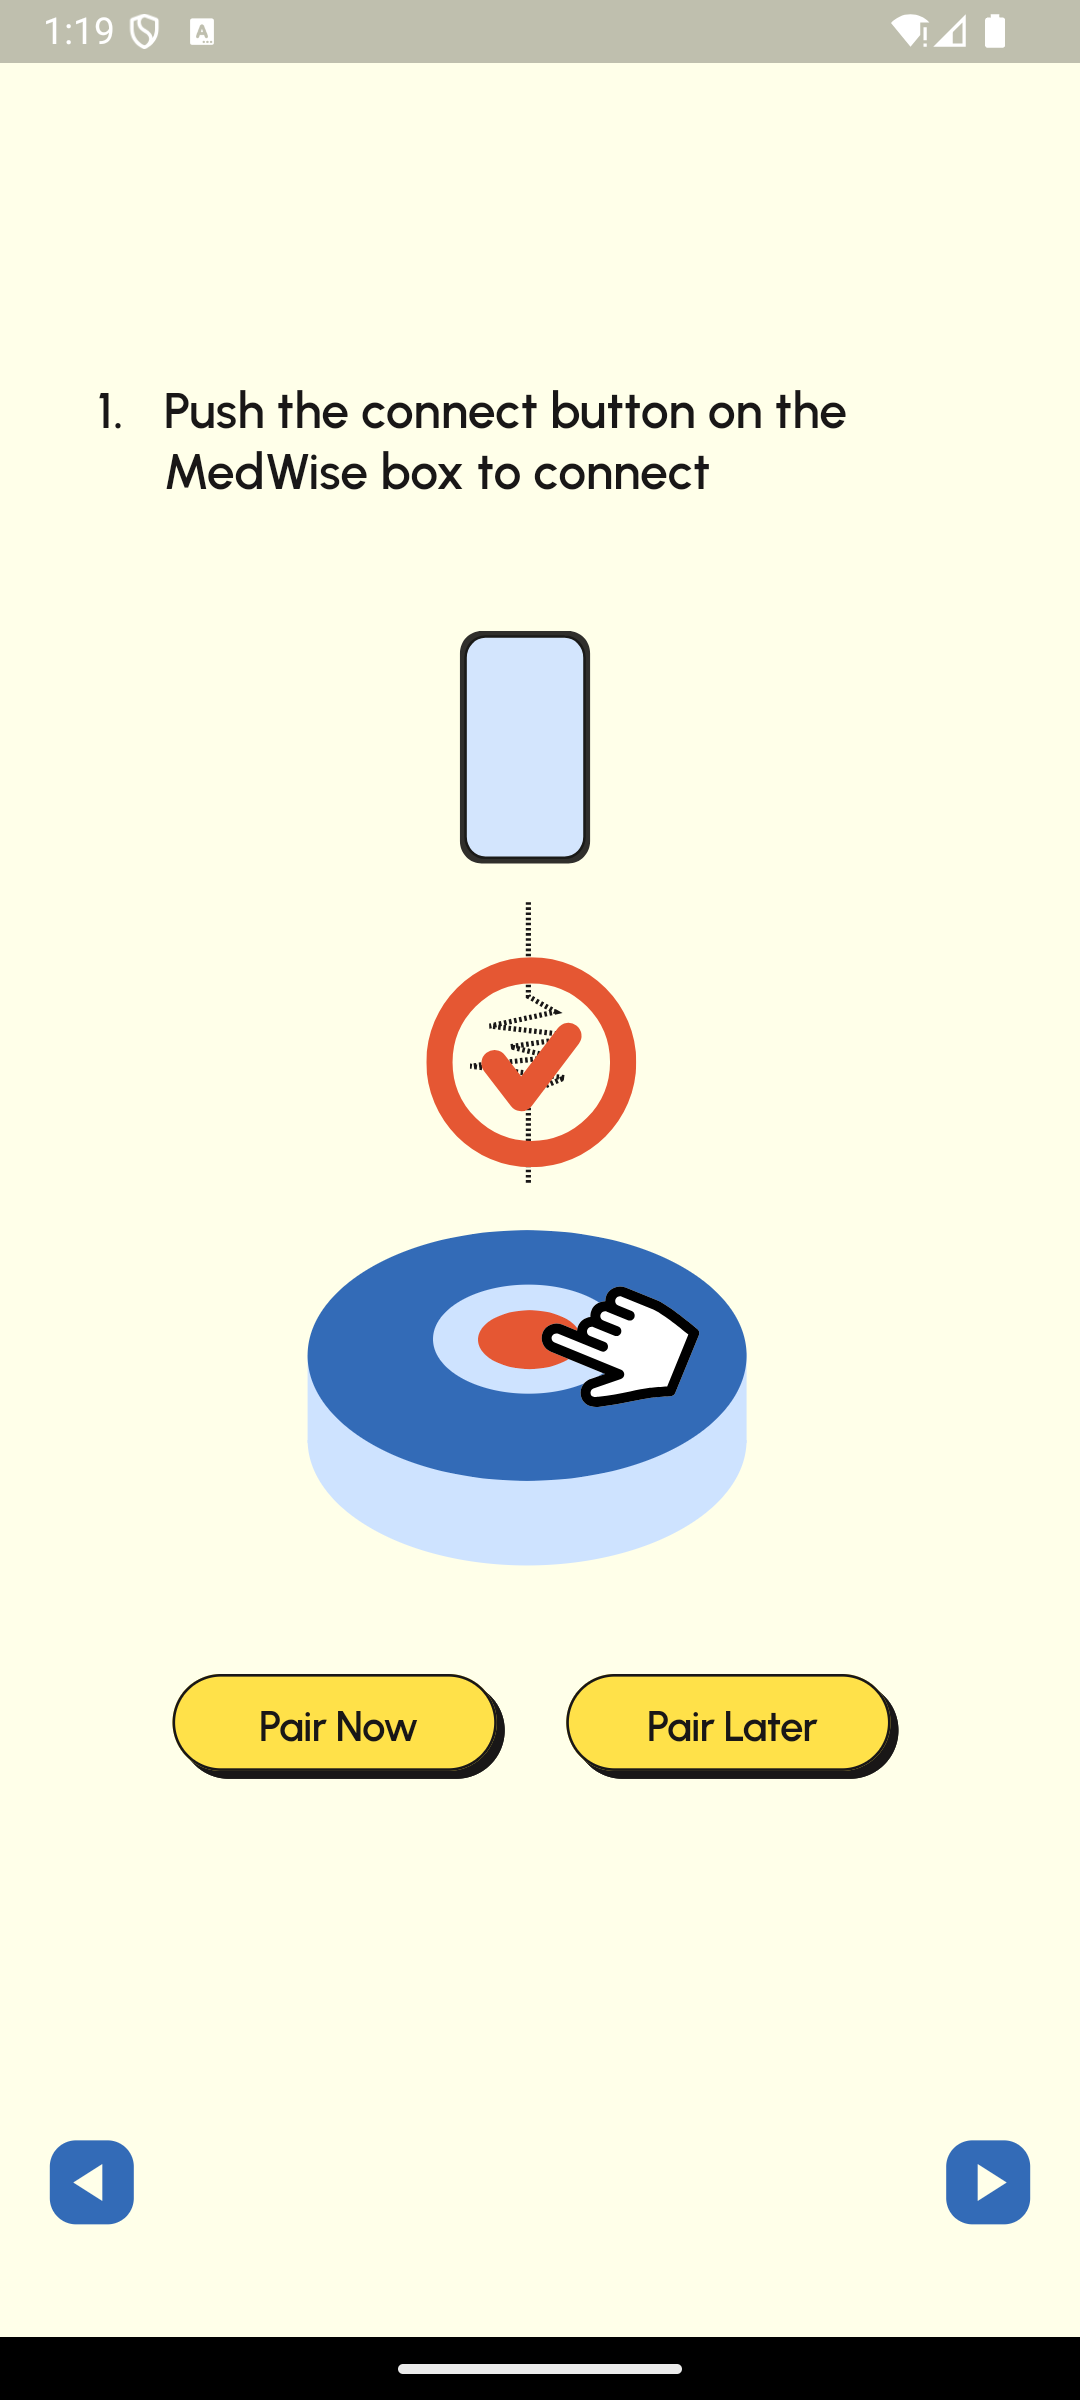 1:19
1. Push the connect button on the
MedWise box to connect
Pair Now
Pair Later